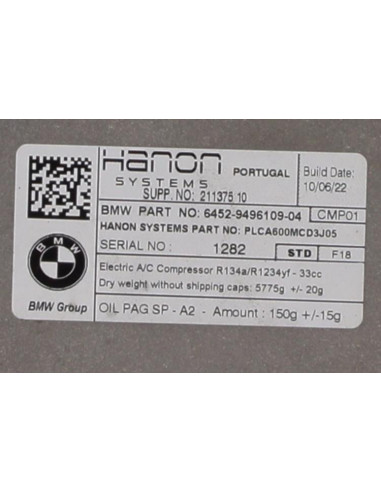 Hanon
SYSTEMS
PORTUGAL
SUPP. NO: 211375 10
Build Date:
10/06/22
BMW PART NO: 6452-9496109-04
CMP01
HANON SYSTEMS PART NO: PLCA600MCD3J05
SERIAL NO : 1282
STD
F18
BMW
BMW Group
Electric A/C Compressor R134a/R1234yf - 33cc
Dry weight without shipping caps: 5775g +/- 20g
OIL PAG SP - A2 - Amount : 150g +/-15g